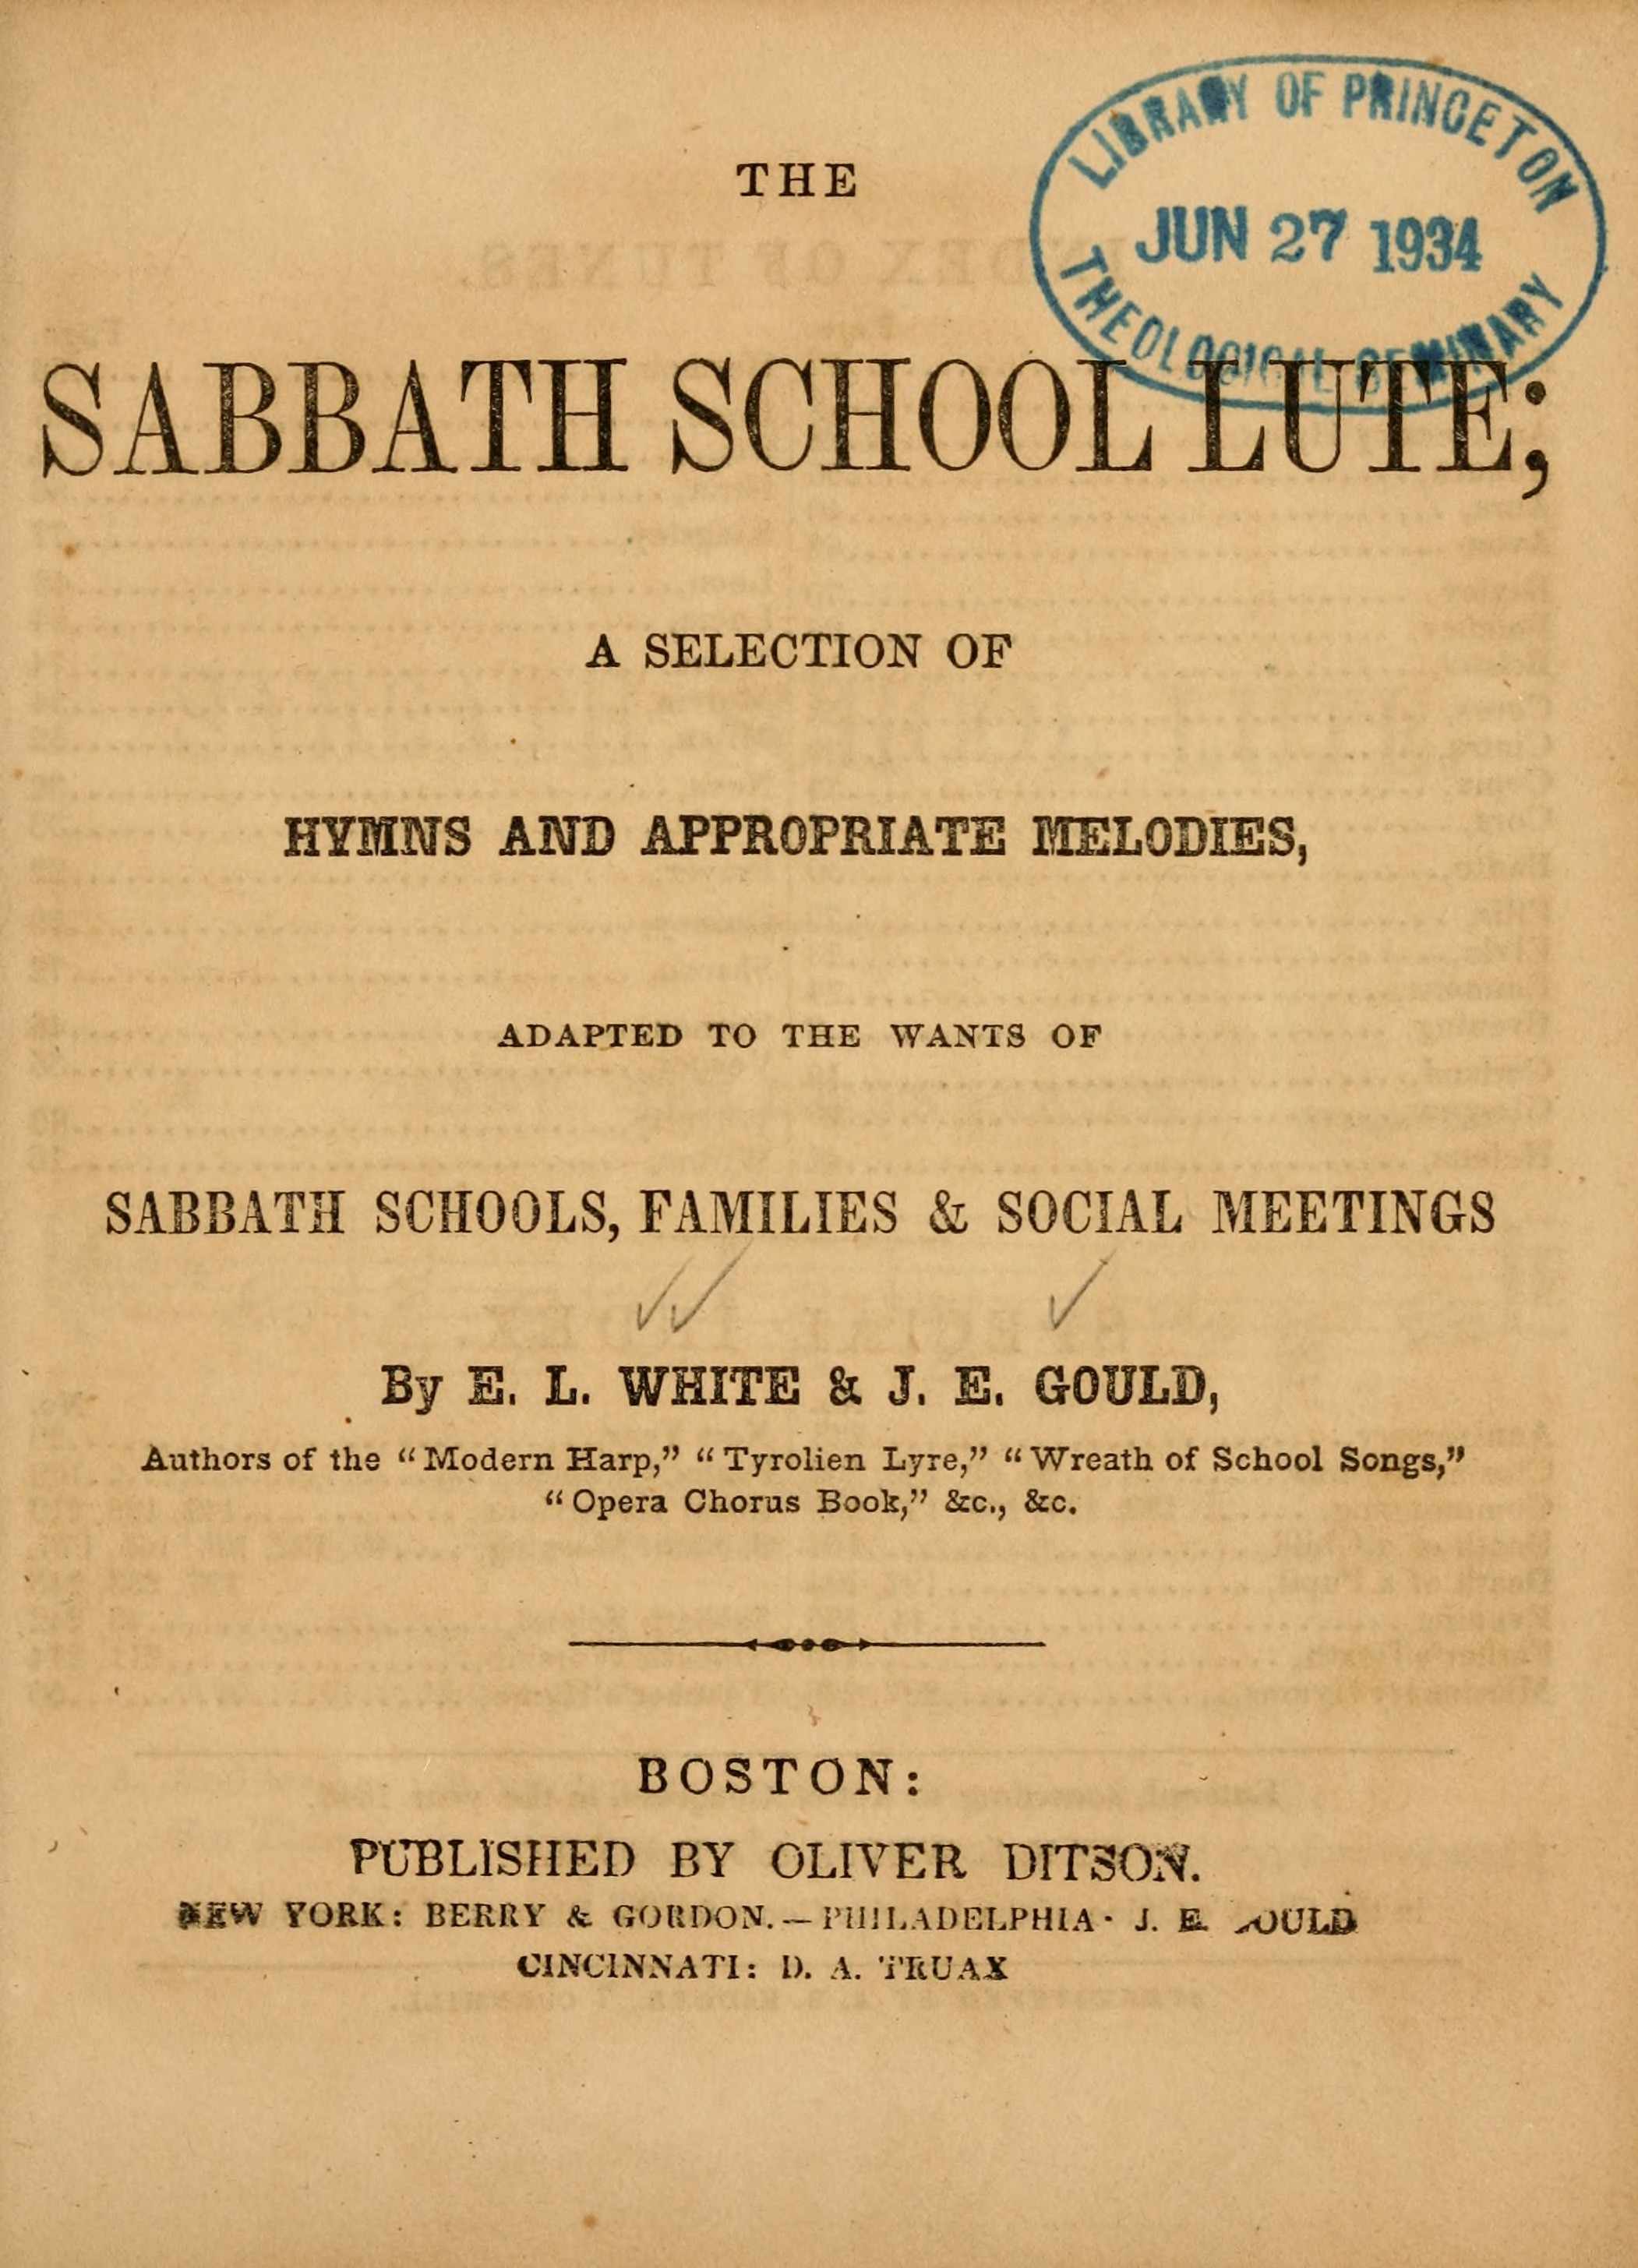 LIBRARY OF PRINCETON
JUN 27 1934
THEOLOGICAL SEMINARY
THE
SABBATH SCHOOL LUTE;
A SELECTION OF
HYMNS AND APPROPRIATE MELODIES,
ADAPTED TO THE WANTS OF
SABBATH SCHOOLS, FAMILIES & SOCIAL MEETINGS
By E. L. WHITE & J. E. GOULD,
Authors of the “Modern Harp,” “Tyrolien Lyre,” “Wreath of School Songs,”
“Opera Chorus Book,” &c., &c.
BOSTON:
PUBLISHED BY OLIVER DITSON.
NEW YORK: BERRY & GORDON.—PHILADELPHIA· J. E. GOULD
CINCINNATI: D. A. TRUAX